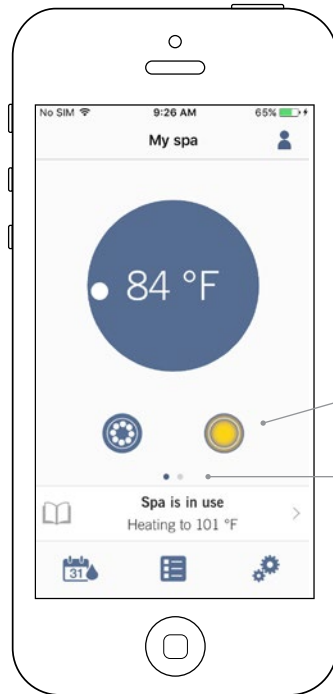 No SIM 9:26 AM 65%
My spa
84 °F
Spa is in use
Heating to 101 °F
31